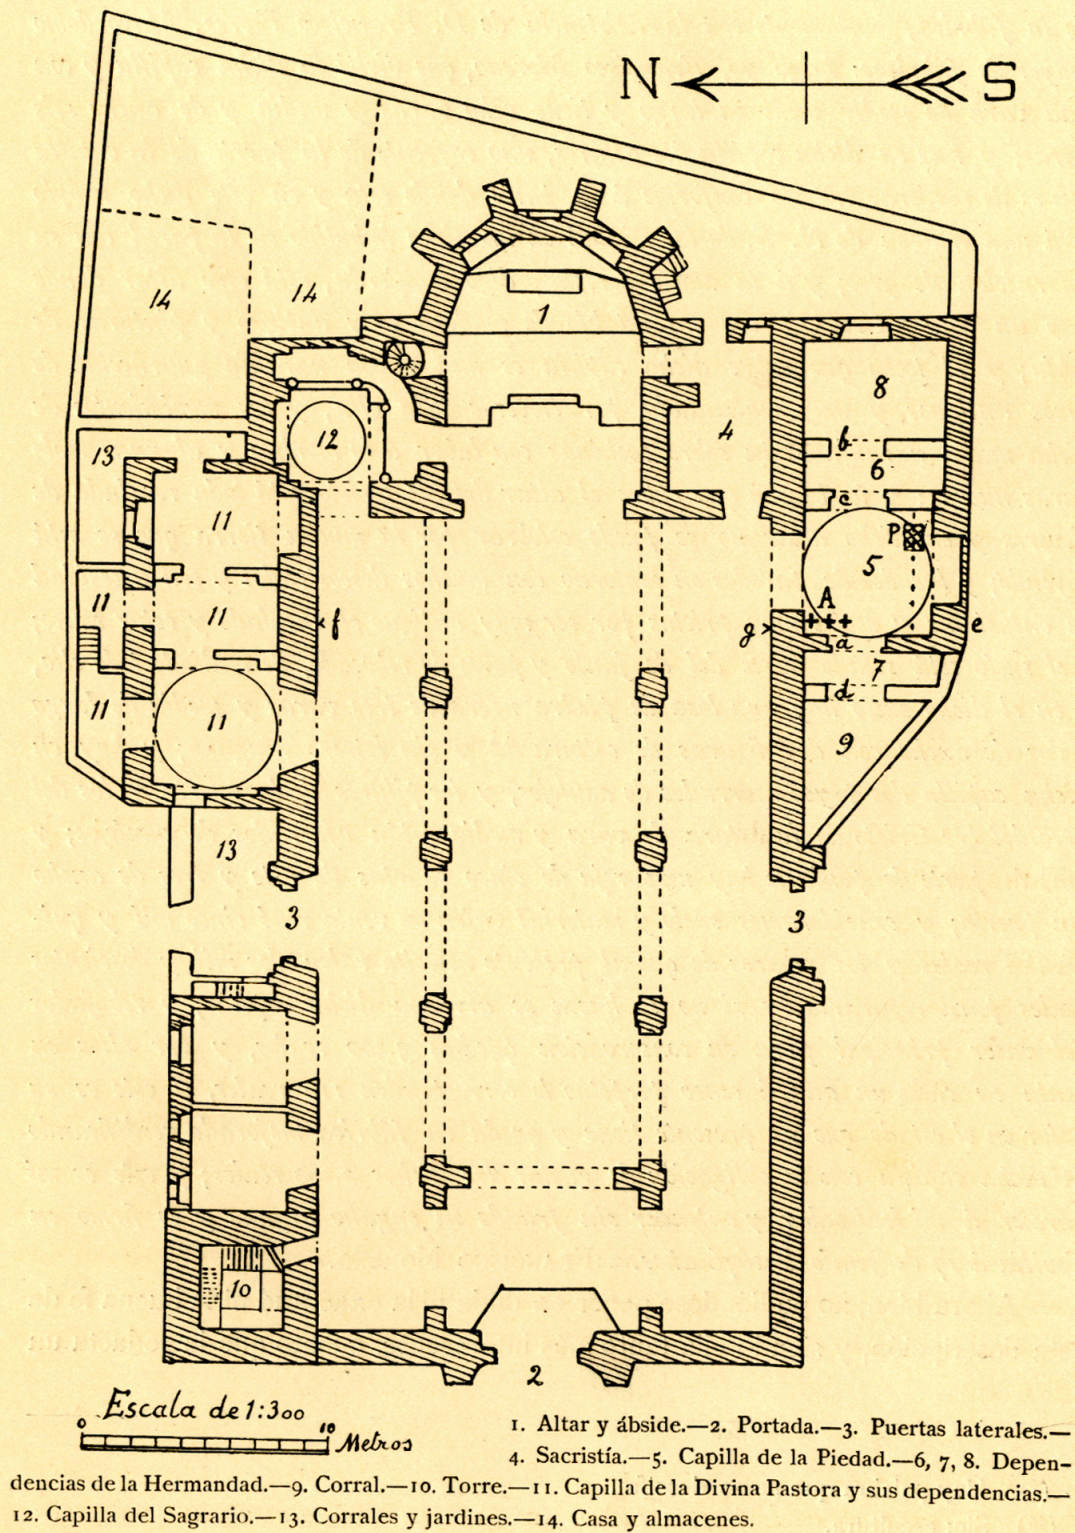 N S
14
14
1
8
12
4
b
6
13
c
11
P
5
11
11
A
f
g
a
e
7
11
11
d
9
13
3
3
10
2
Escala de 1:300
0 10
Metros
1. Altar y ábside.—2. Portada.—3. Puertas laterales.—
4. Sacristía.—5. Capilla de la Piedad.—6, 7, 8. Depen-
dencias de la Hermandad.—9. Corral.—10. Torre.—11. Capilla de la Divina Pastora y sus dependencias.—
12. Capilla del Sagrario.—13. Corrales y jardines.—14. Casa y almacenes.